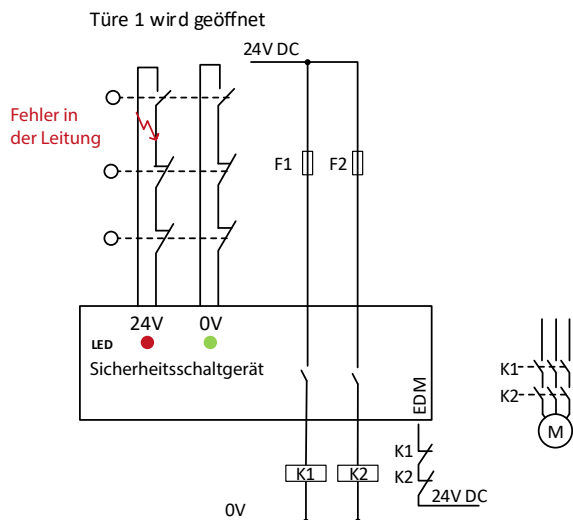 Türe 1 wird geöffnet
24V DC
Fehler in
der Leitung
F1
F2
24V
0V
LED
Sicherheitsschaltgerät
EDM
K1
K2
M
K1
K2
K1
K2
24V DC
0V